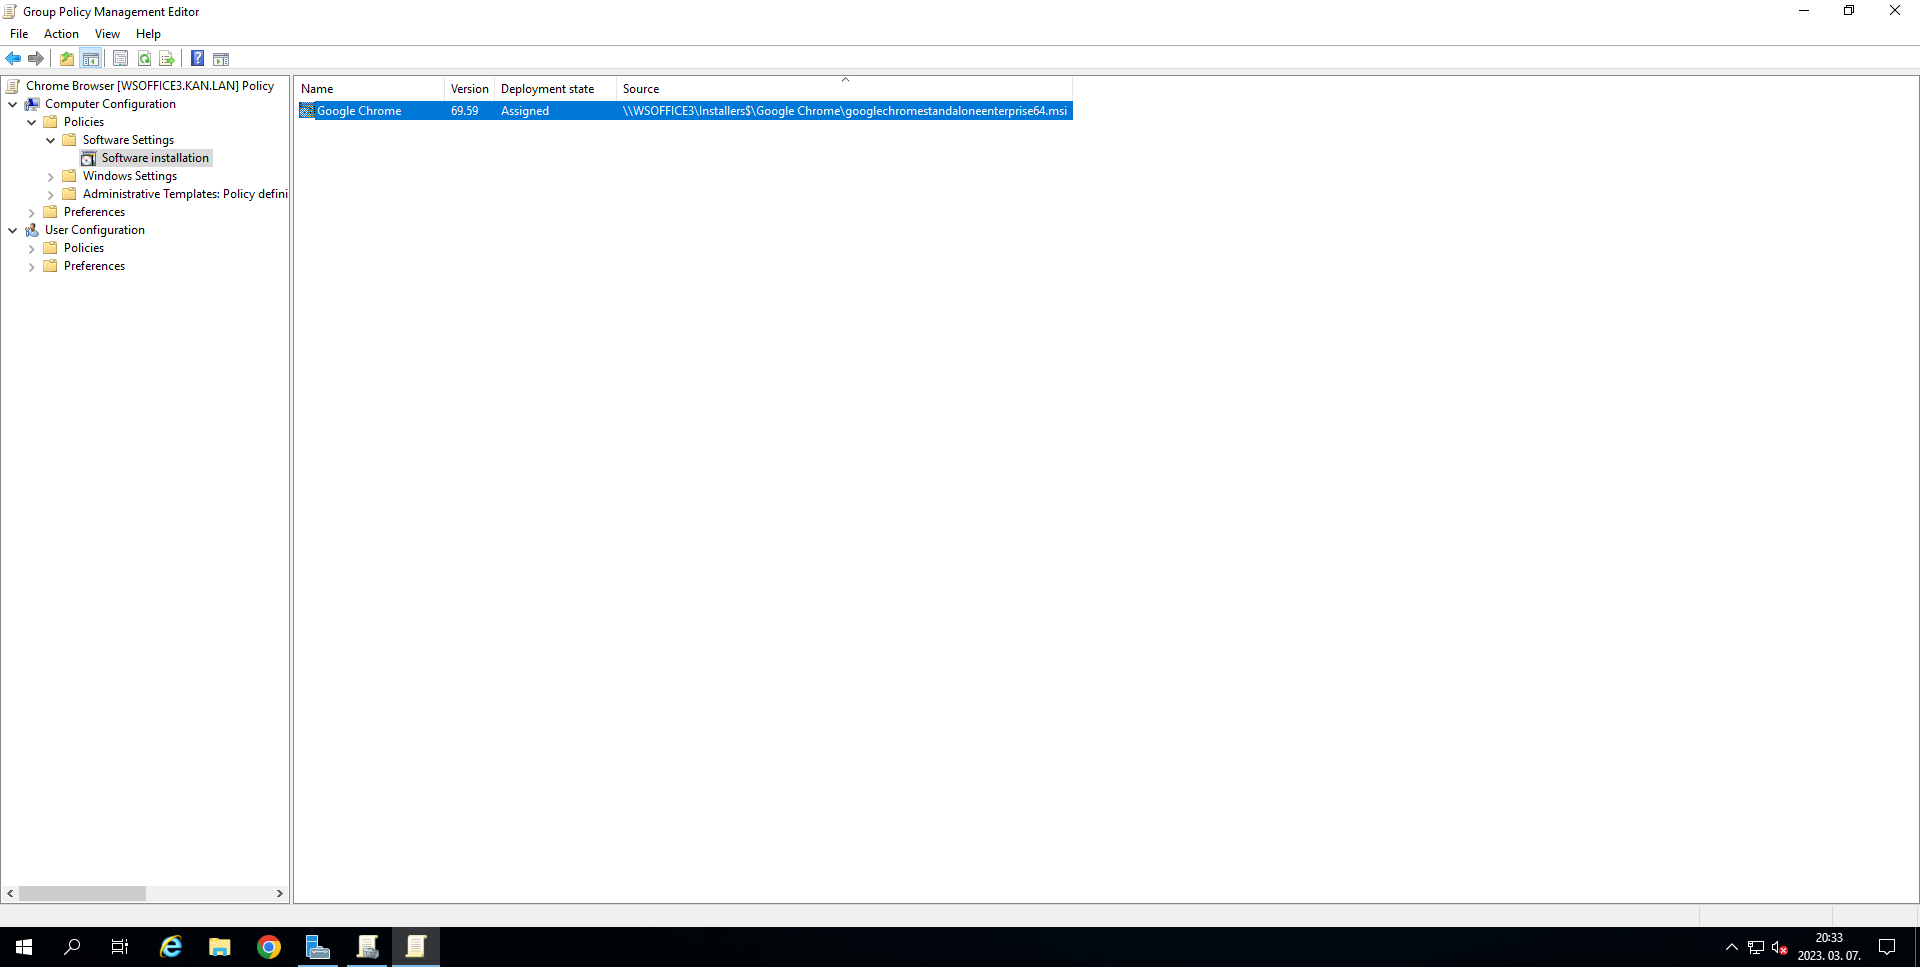 Group Policy Management Editor
File Action View Help
Chrome Browser [WSOFFICE3.KAN.LAN] Policy
Computer Configuration
Policies
Software Settings
Software installation
Windows Settings
Administrative Templates: Policy defini
Preferences
User Configuration
Policies
Preferences
Name Version Deployment state Source
Google Chrome 69.59 Assigned \\WSOFFICE3\Installers$\Google Chrome\googlechromestandaloneenterprise64.msi
20:33
2023. 03. 07.